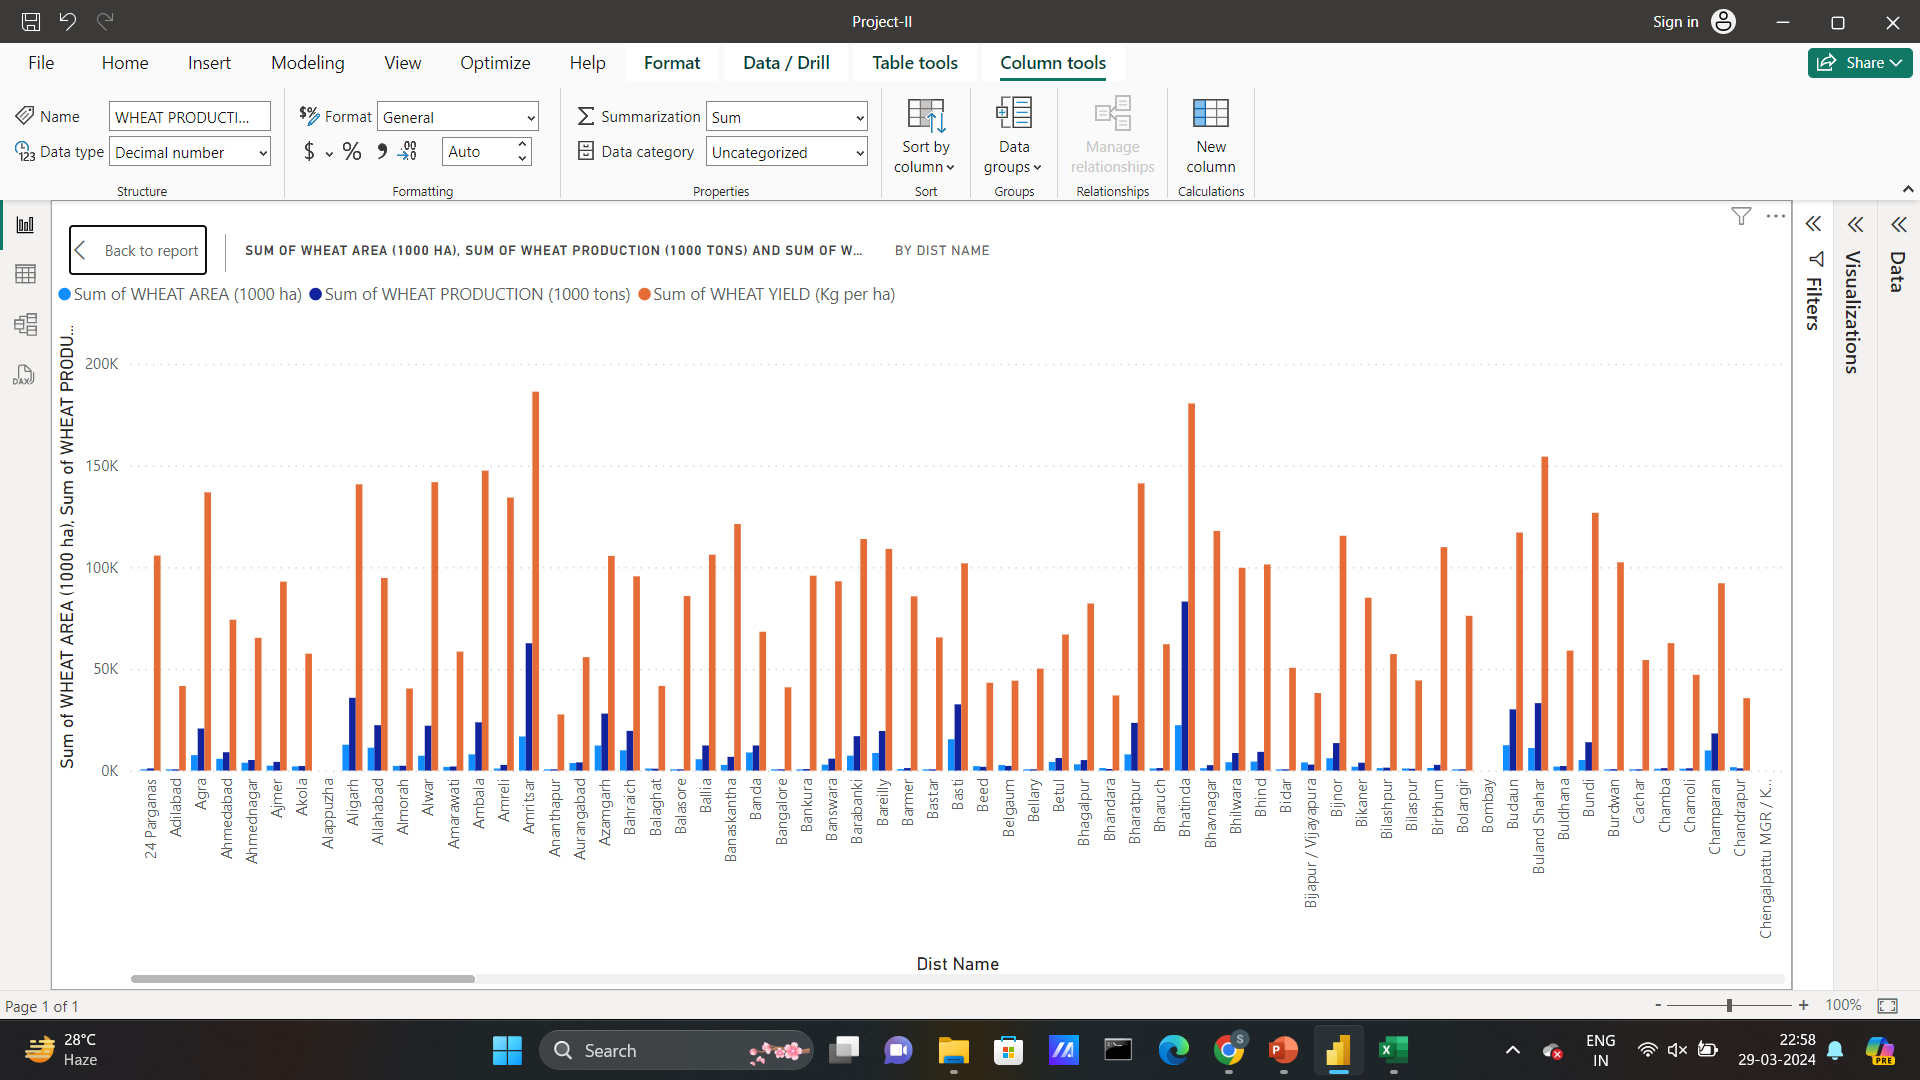 Project-II
Sign in
File Home Insert Modeling View Optimize Help Format Data / Drill Table tools Column tools
Share
Name WHEAT PRODUCTI...
Data type Decimal number
Structure
Format General
$ % Auto
Formatting
Summarization Sum
Data category Uncategorized
Properties
Sort by
column
Sort
Data
groups
Groups
Manage
relationships
Relationships
New
column
Calculations
Back to report
SUM OF WHEAT AREA (1000 HA), SUM OF WHEAT PRODUCTION (1000 TONS) AND SUM OF W... BY DIST NAME
Sum of WHEAT AREA (1000 ha) Sum of WHEAT PRODUCTION (1000 tons) Sum of WHEAT YIELD (Kg per ha)
Sum of WHEAT AREA (1000 ha), Sum of WHEAT PRODU...
200K
150K
100K
50K
0K
24 Parganas
Adilabad
Agra
Ahmedabad
Ahmednagar
Ajmer
Akola
Alappuzha
Aligarh
Allahabad
Almorah
Alwar
Amarawati
Ambala
Amreli
Amritsar
Ananthapur
Aurangabad
Azamgarh
Bahraich
Balaghat
Balasore
Ballia
Banaskantha
Banda
Bangalore
Bankura
Banswara
Barabanki
Bareilly
Barmer
Bastar
Basti
Beed
Belgaum
Bellary
Betul
Bhagalpur
Bhandara
Bharatpur
Bharuch
Bhatinda
Bhavnagar
Bhilwara
Bhind
Bidar
Bijapur / Vijayapura
Bijnor
Bikaner
Bilashpur
Bilaspur
Birbhum
Bolangir
Bombay
Budaun
Buland Shahar
Buldhana
Bundi
Burdwan
Cachar
Chamba
Chamoli
Champaran
Chandrapur
Chengalpattu MGR / K...
Dist Name
Filters
Visualizations
Data
DAX
Page 1 of 1
- + 100%
28°C
Haze
Search
S
PRE
ENG
IN
22:58
29-03-2024